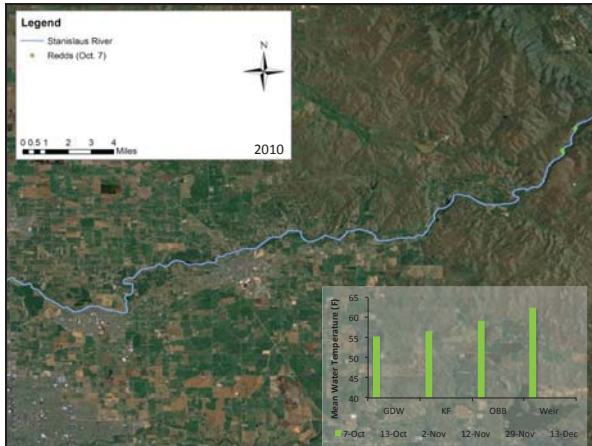 Legend
Stanislaus River
Redds (Oct. 7)
N
0 0.5 1 2 3 4
Miles
2010
Mean Water Temperature (F)
65
60
55
50
45
40
GDW KF OBB Weir
7-Oct 13-Oct 2-Nov 12-Nov 29-Nov 13-Dec